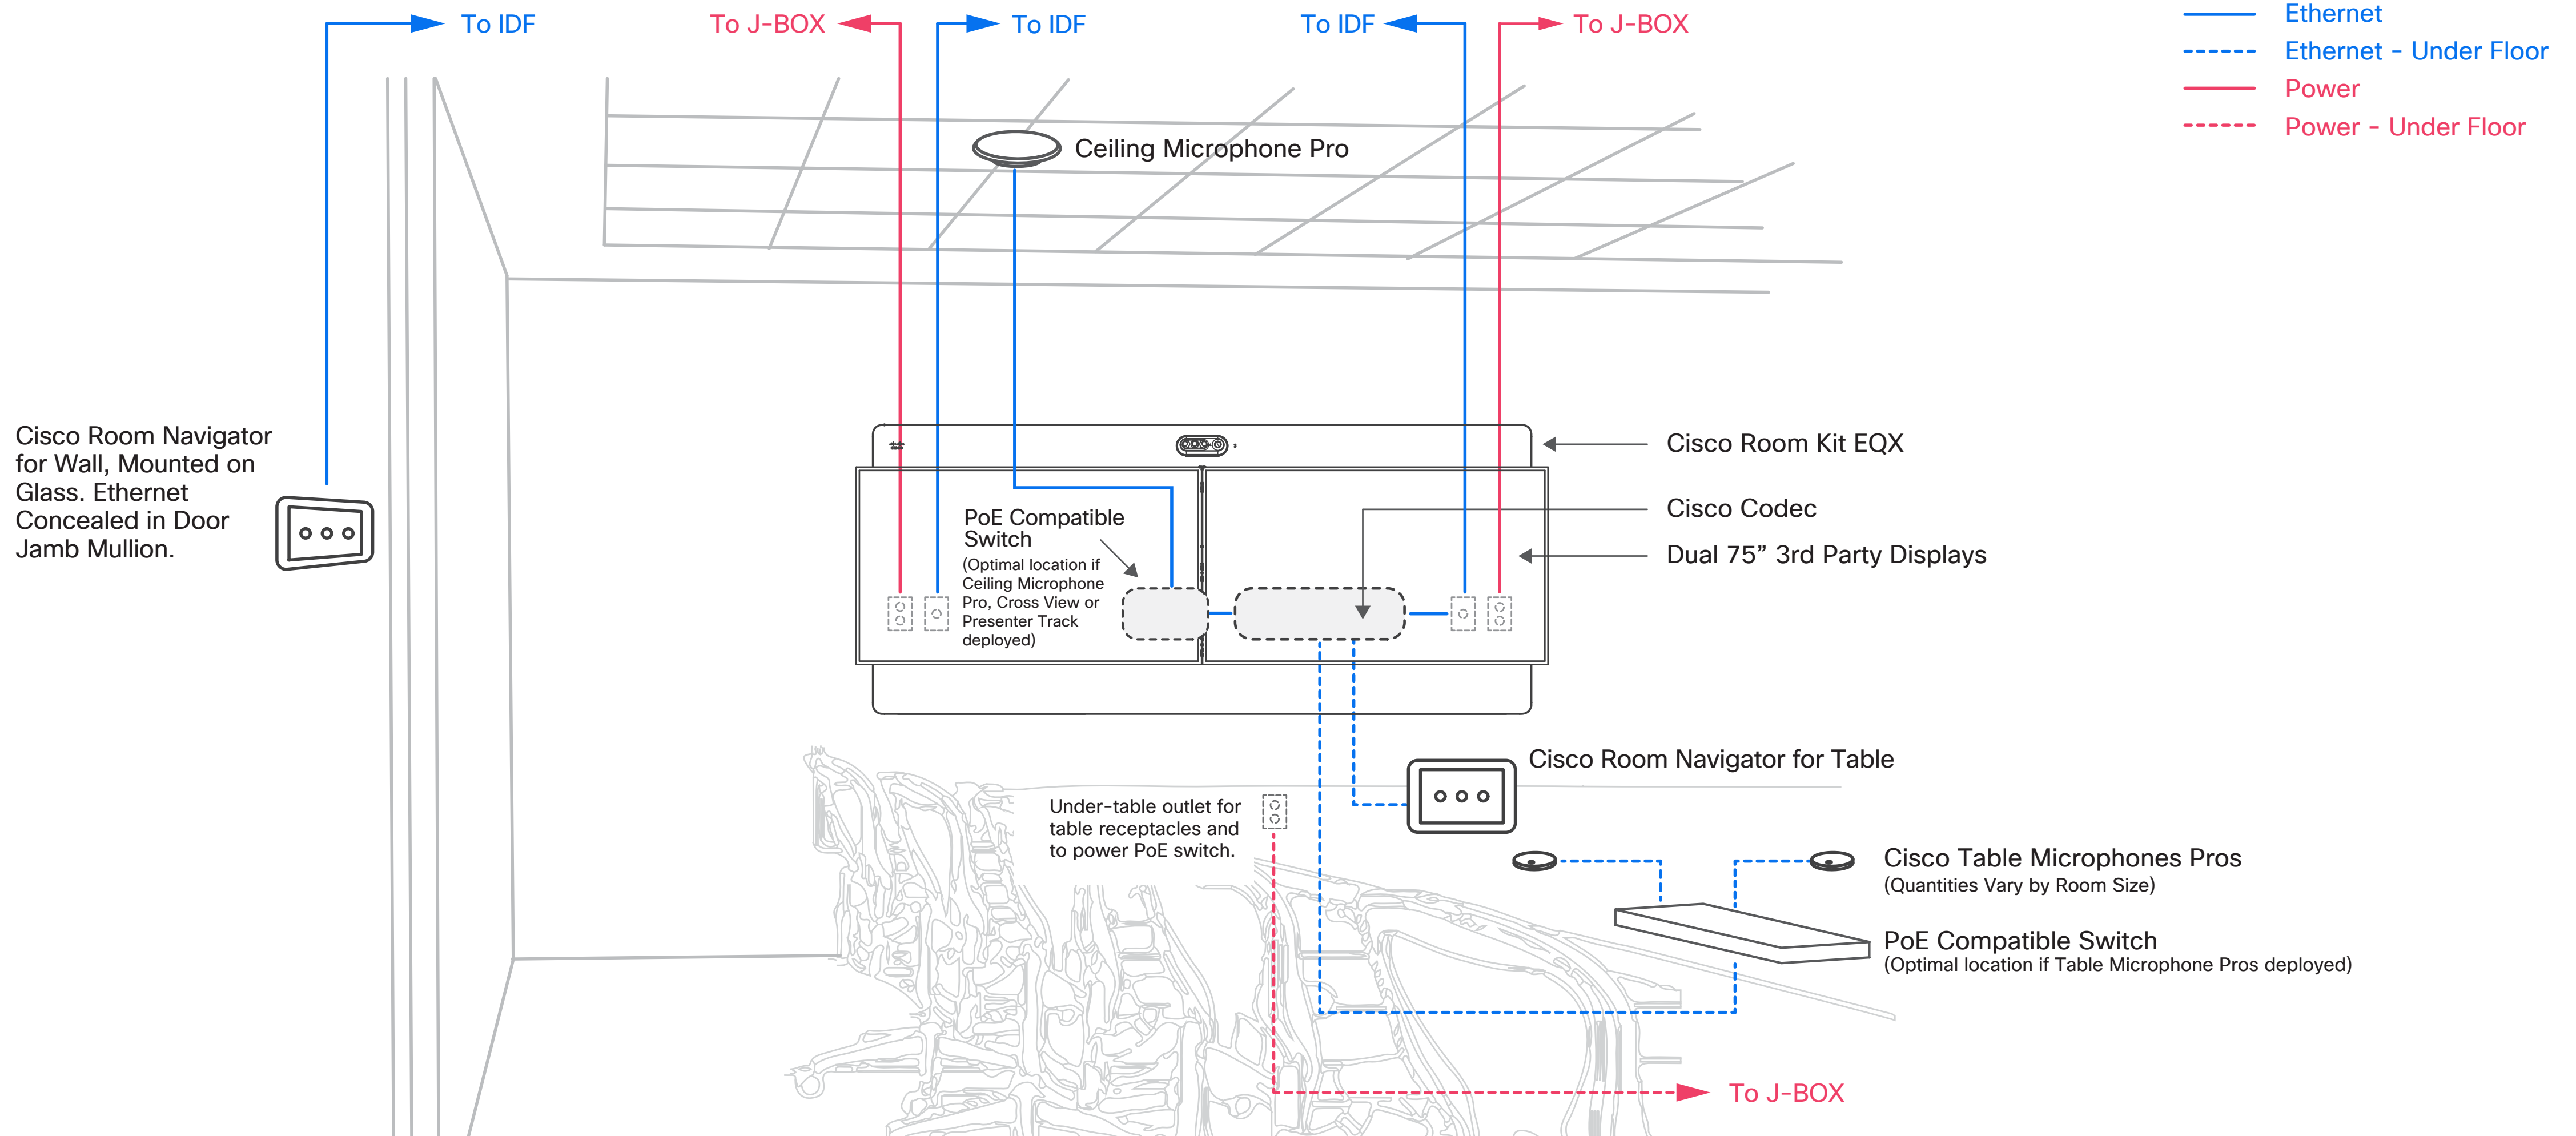 To IDF
To J-BOX
To IDF
To IDF
To J-BOX
Ethernet
Ethernet - Under Floor
Power
Power - Under Floor
Ceiling Microphone Pro
Cisco Room Navigator
for Wall, Mounted on
Glass. Ethernet
Concealed in Door
Jamb Mullion.
Cisco Room Kit EQX
Cisco Codec
Dual 75” 3rd Party Displays
PoE Compatible
Switch
(Optimal location if
Ceiling Microphone
Pro, Cross View or
Presenter Track
deployed)
Cisco Room Navigator for Table
Under-table outlet for
table receptacles and
to power PoE switch.
Cisco Table Microphones Pros
(Quantities Vary by Room Size)
PoE Compatible Switch
(Optimal location if Table Microphone Pros deployed)
To J-BOX